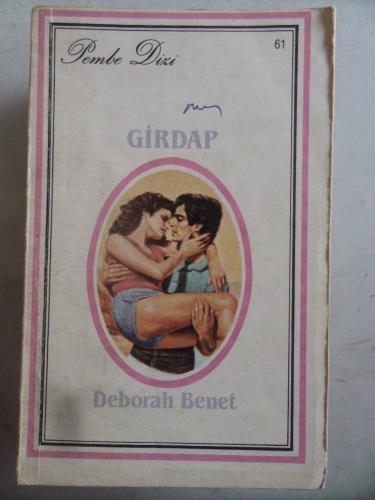 Pembe Dizi
61
GİRDAP
Deborah Benet